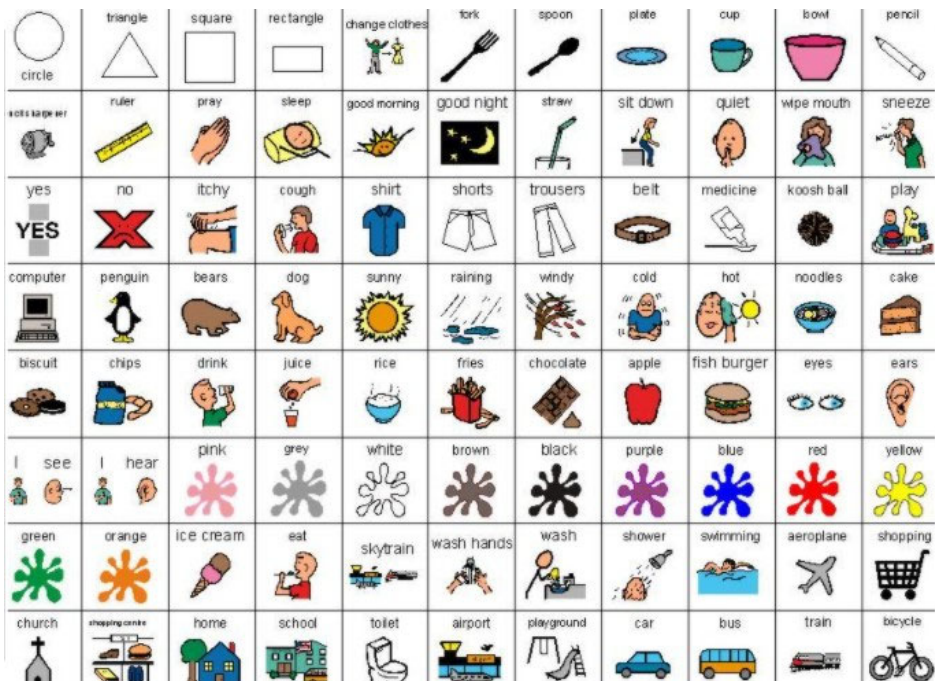 circle
triangle
square
rectangle
change clothes
fork
spoon
plate
cup
bowl
pencil
ruler
pray
sleep
good morning
good night
straw
sit down
quiet
wipe mouth
sneeze
yes
YES
no
itchy
cough
shirt
shorts
trousers
belt
medicine
koosh ball
play
computer
penguin
bears
dog
sunny
raining
windy
cold
hot
noodles
cake
biscuit
chips
drink
juice
rice
fries
chocolate
apple
fish burger
eyes
ears
I see
I hear
pink
grey
white
brown
black
purple
blue
red
yellow
green
orange
ice cream
eat
skytrain
wash hands
wash
shower
swimming
aeroplane
shopping
church
shopping centre
home
school
toilet
airport
playground
car
bus
train
bicycle